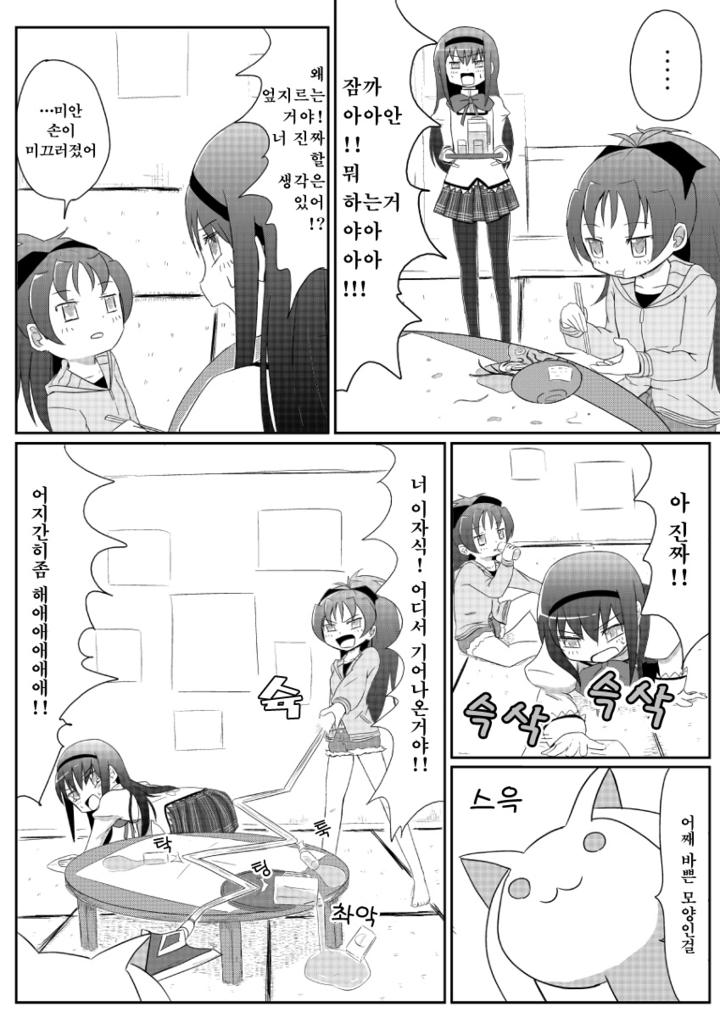 .....
잠까
아아안
!!
뭐
하는거
야아
아아
!!!
왜
엎지르는
거야!
너 진짜
할
생각은
있어
!?
…미안
손이
미끄러졌어
아 진짜!!
슥삭
슥삭
스윽
어째 바쁜 모양인걸
너 이자식! 어디서 기어나온거야!!
슉
어지간히좀 해애애애애애!!
탁
툭
텅
촤악